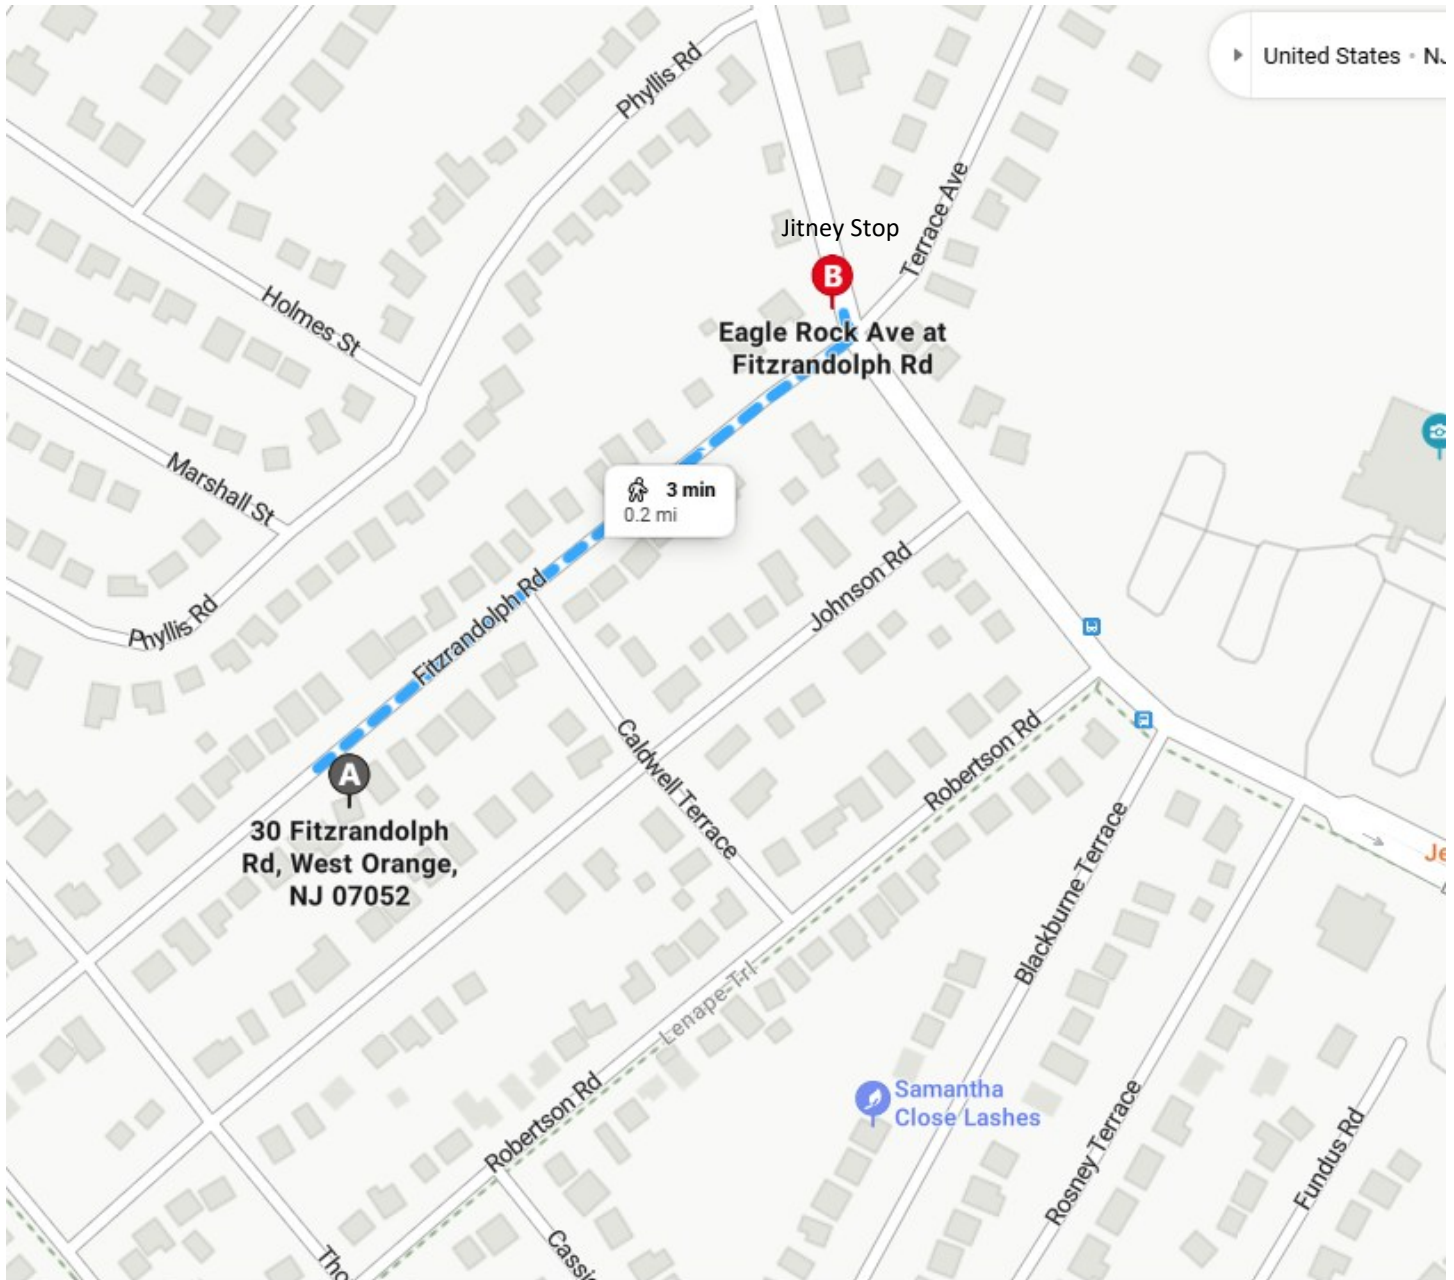 United States • NJ
Phyllis Rd
Terrace Ave
Jitney Stop
B
Eagle Rock Ave at
Fitzrandolph Rd
Holmes St
Marshall St
3 min
0.2 mi
Johnson Rd
Fitzrandolph Rd
Phyllis Rd
Caldwell Terrace
Robertson Rd
A
30 Fitzrandolph
Rd, West Orange,
NJ 07052
Blackburne Terrace
Lenape Trl
Samantha
Close Lashes
Robertson Rd
Rosney Terrace
Fundus Rd